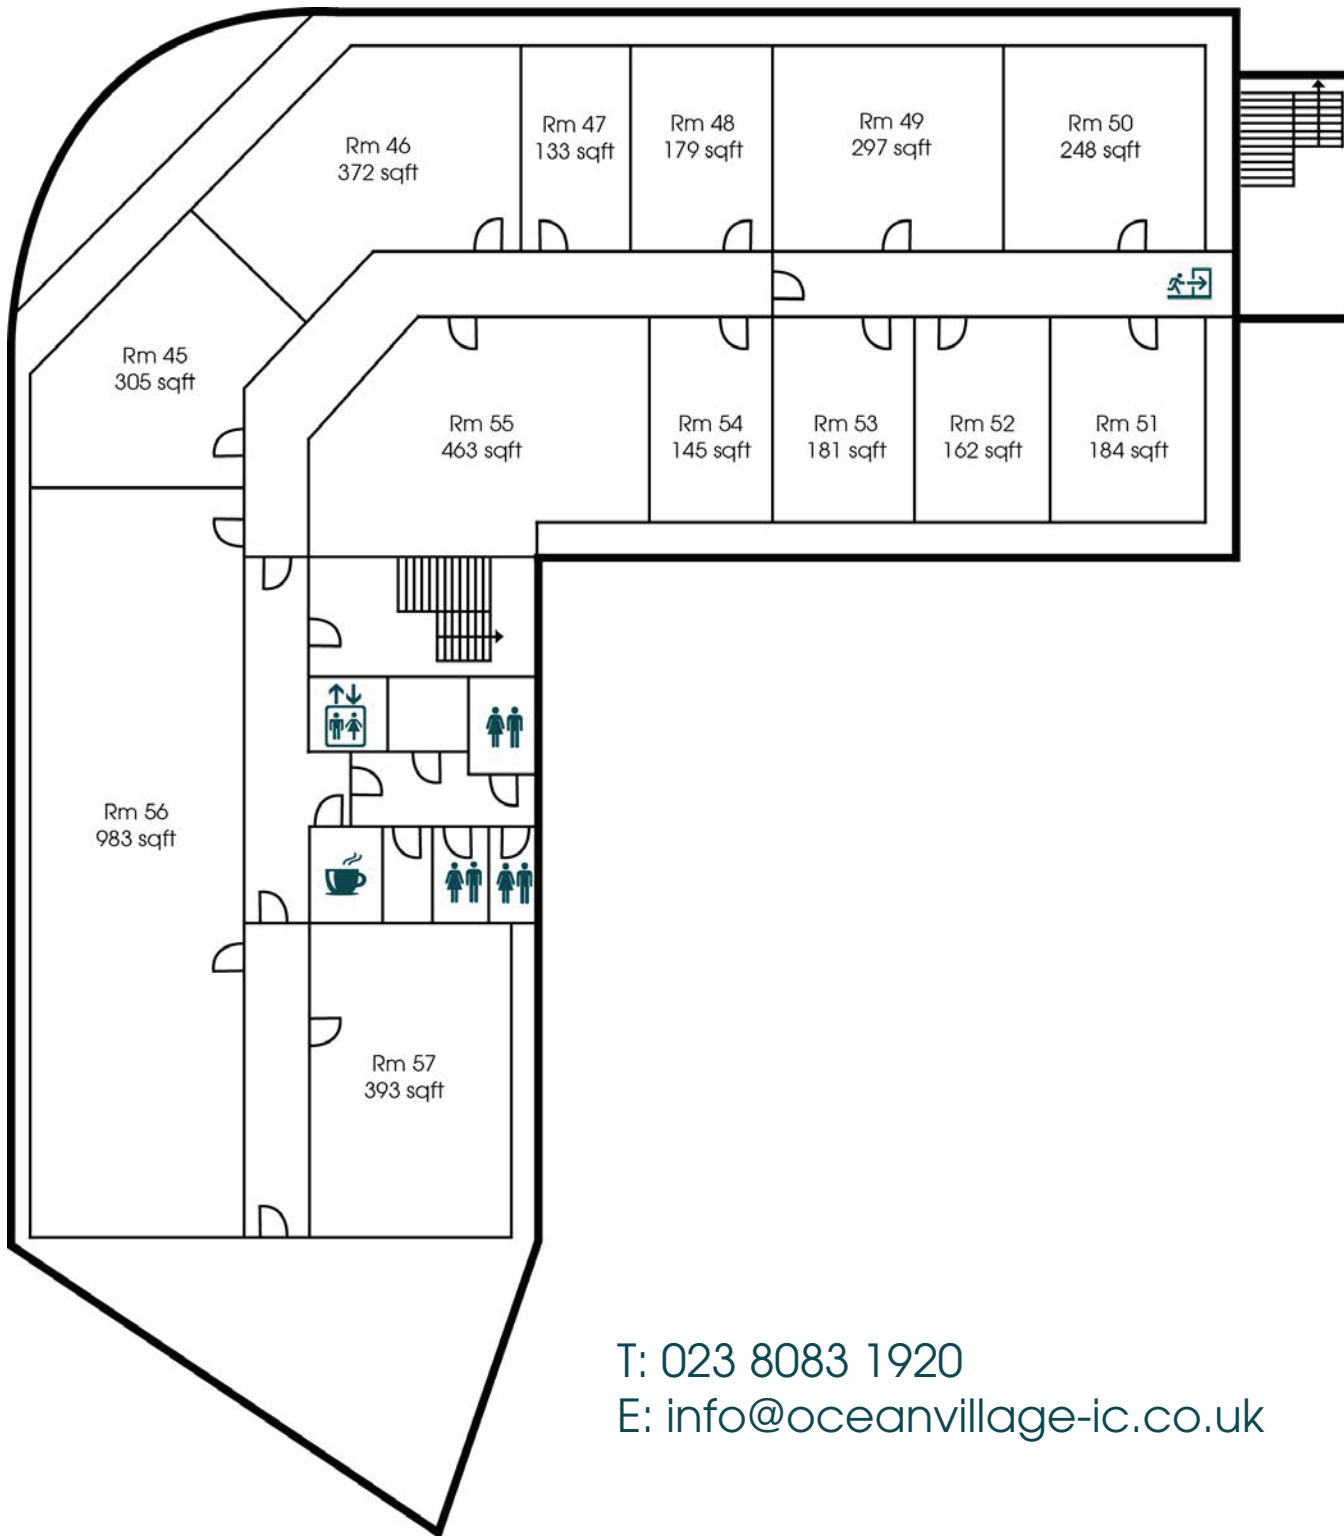 Rm 46
372 sqft
Rm 47
133 sqft
Rm 48
179 sqft
Rm 49
297 sqft
Rm 50
248 sqft
Rm 45
305 sqft
Rm 55
463 sqft
Rm 54
145 sqft
Rm 53
181 sqft
Rm 52
162 sqft
Rm 51
184 sqft
Rm 56
983 sqft
Rm 57
393 sqft
T: 023 8083 1920
E: info@oceanvillage-ic.co.uk